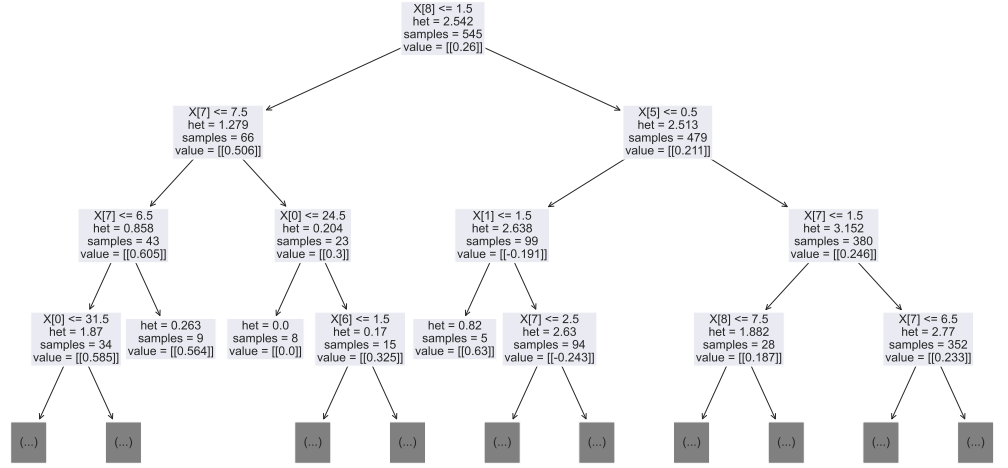 X[8] <= 1.5
het = 2.542
samples = 545
value = [[0.26]]
X[7] <= 7.5
het = 1.279
samples = 66
value = [[0.506]]
X[5] <= 0.5
het = 2.513
samples = 479
value = [[0.211]]
X[7] <= 6.5
het = 0.858
samples = 43
value = [[0.605]]
X[0] <= 24.5
het = 0.204
samples = 23
value = [[0.3]]
X[1] <= 1.5
het = 2.638
samples = 99
value = [[-0.191]]
X[7] <= 1.5
het = 3.152
samples = 380
value = [[0.246]]
X[0] <= 31.5
het = 1.87
samples = 34
value = [[0.585]]
het = 0.263
samples = 9
value = [[0.564]]
het = 0.0
samples = 8
value = [[0.0]]
X[6] <= 1.5
het = 0.17
samples = 15
value = [[0.325]]
het = 0.82
samples = 5
value = [[0.63]]
X[7] <= 2.5
het = 2.63
samples = 94
value = [[-0.243]]
X[8] <= 7.5
het = 1.882
samples = 28
value = [[0.187]]
X[7] <= 6.5
het = 2.77
samples = 352
value = [[0.233]]
(...)
(...)
(...)
(...)
(...)
(...)
(...)
(...)
(...)
(...)